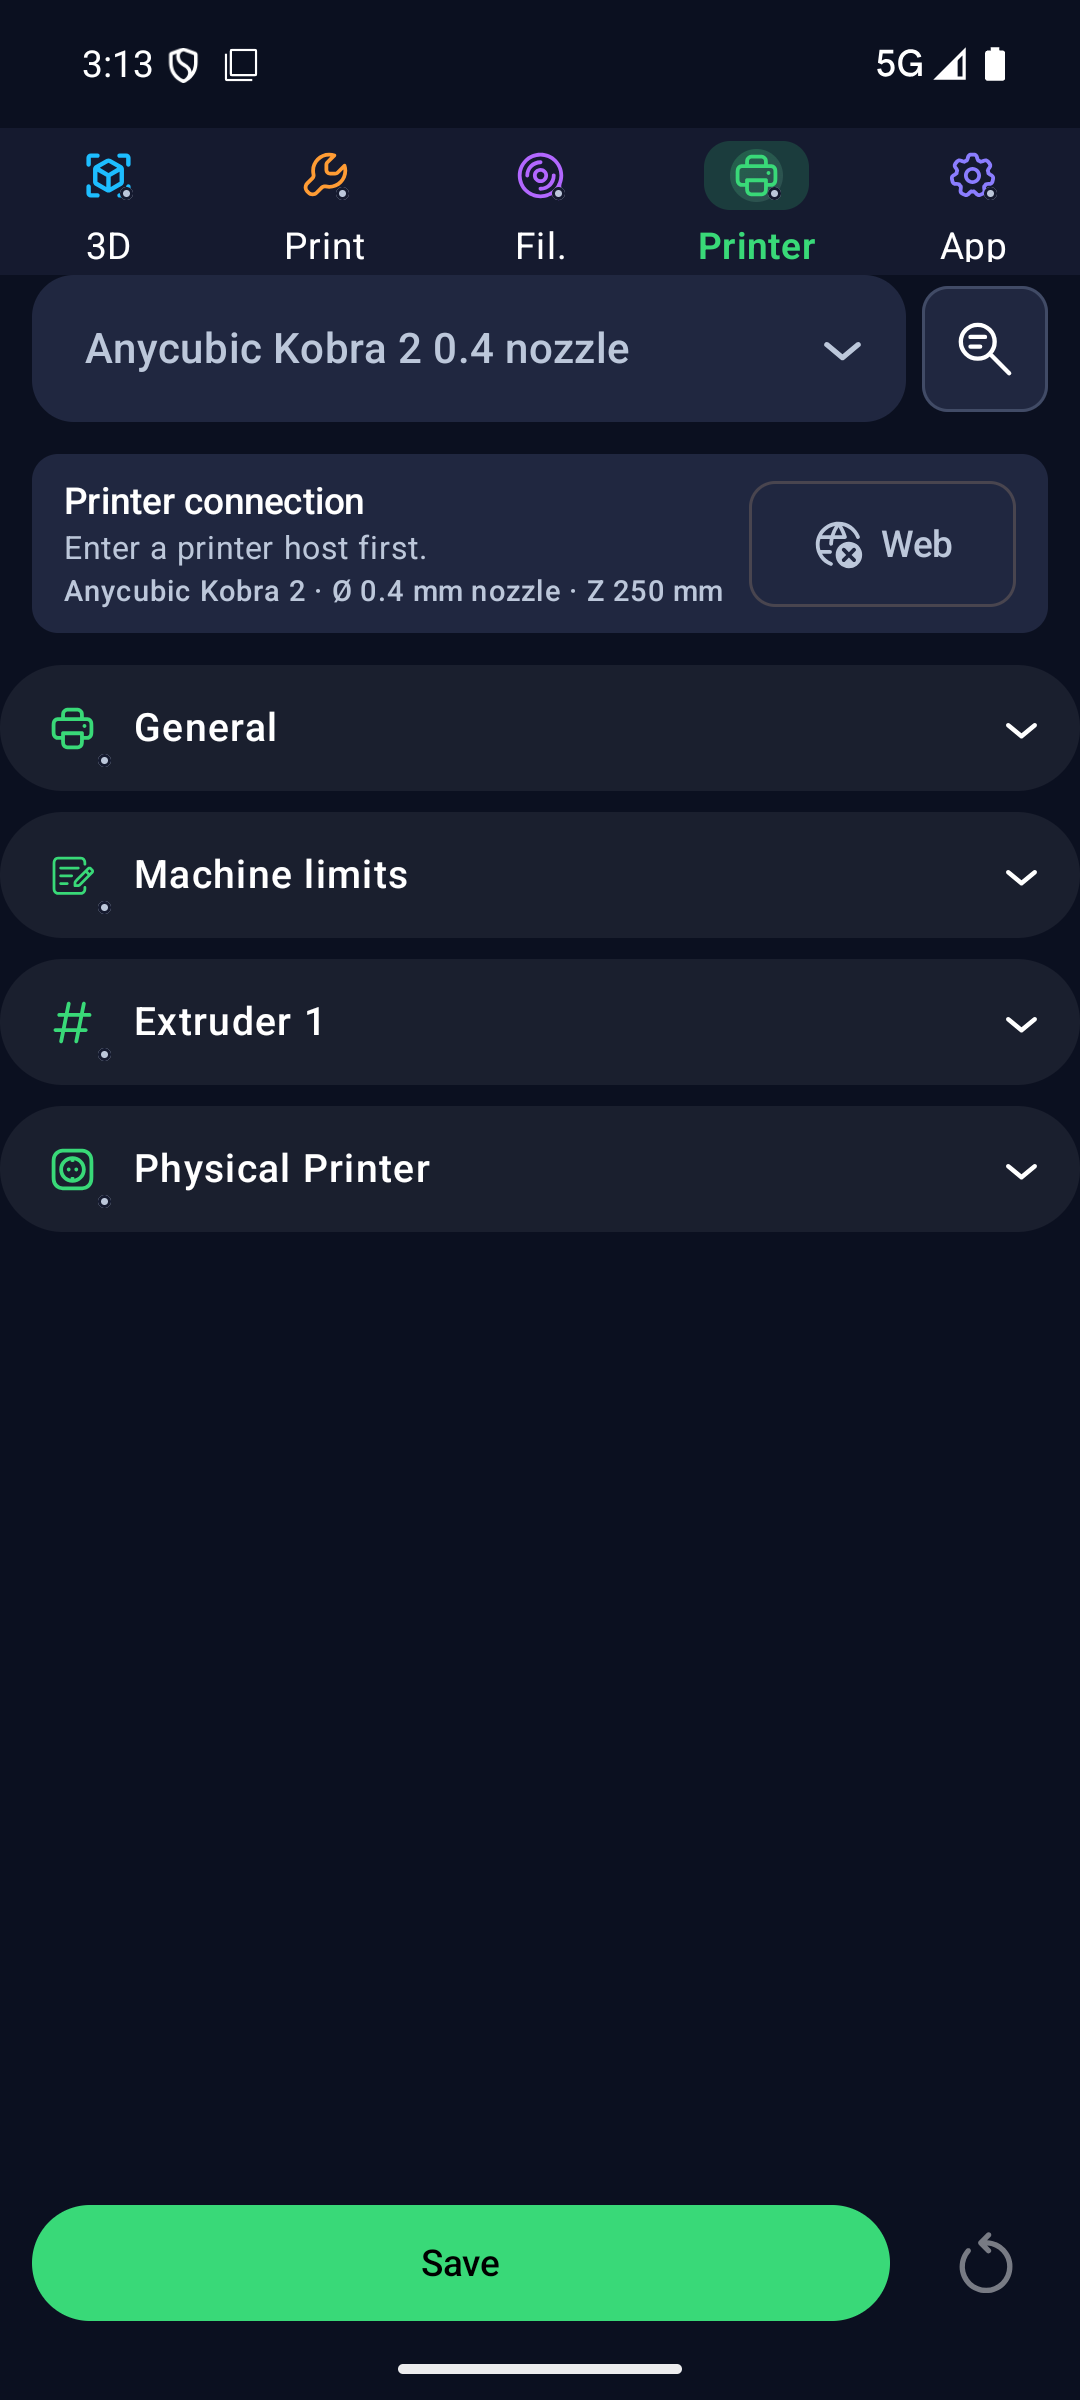 3:13
5G
3D
Print
Fil.
Printer
App
Anycubic Kobra 2 0.4 nozzle
Printer connection
Enter a printer host first.
Anycubic Kobra 2 · Ø 0.4 mm nozzle · Z 250 mm
Web
General
Machine limits
Extruder 1
Physical Printer
Save